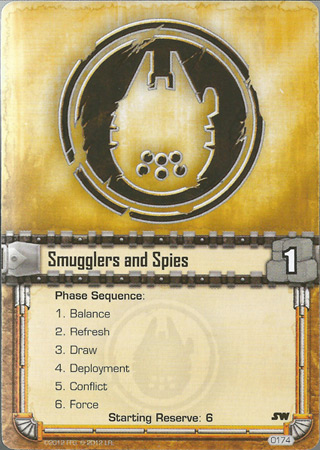 Smugglers and Spies
1
Phase Sequence:
1. Balance
2. Refresh
3. Draw
4. Deployment
5. Conflict
6. Force
Starting Reserve: 6
SW
0174